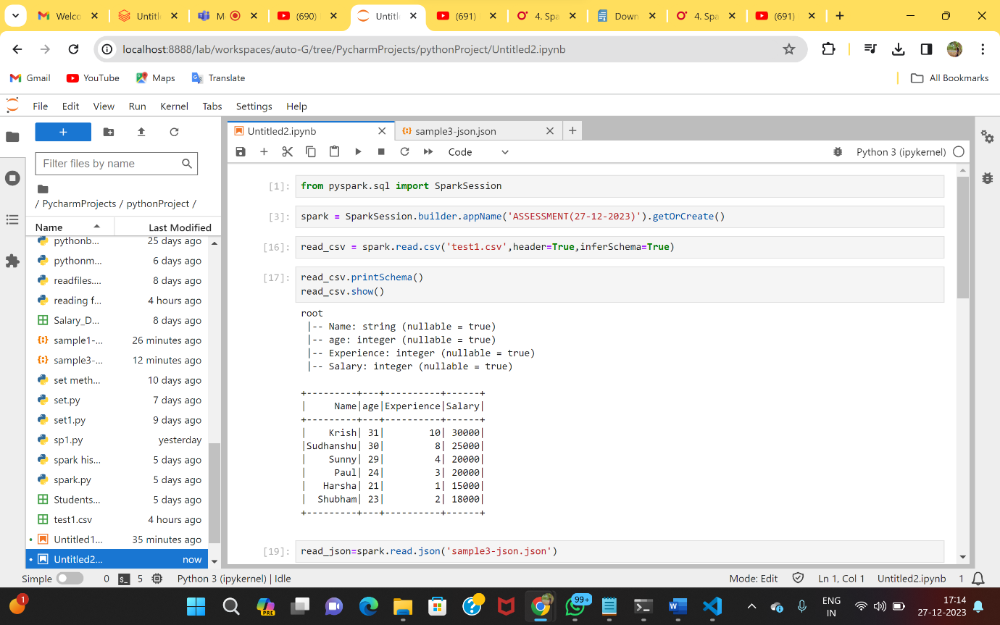 Welco
Untitl
M
(690)
Untitl
(691)
4. Spa
Down
4. Spa
(691)
localhost:8888/lab/workspaces/auto-G/tree/PycharmProjects/pythonProject/Untitled2.ipynb
Gmail
YouTube
Maps
Translate
All Bookmarks
File Edit View Run Kernel Tabs Settings Help
Filter files by name
/ PycharmProjects / pythonProject /
Name Last Modified
pythonb... 25 days ago
pythonm... 6 days ago
readfiles.... 8 days ago
reading f... 4 hours ago
Salary_D... 8 days ago
sample1-... 26 minutes ago
sample3-... 12 minutes ago
set meth... 10 days ago
set.py 7 days ago
set1.py 9 days ago
sp1.py yesterday
spark his... 5 days ago
spark.py 5 days ago
Students... 5 days ago
test1.csv 4 hours ago
Untitled1... 35 minutes ago
Untitled2... now
Untitled2.ipynb
sample3-json.json
Code
Python 3 (ipykernel)
[1]: from pyspark.sql import SparkSession
[3]: spark = SparkSession.builder.appName('ASSESSMENT(27-12-2023)').getOrCreate()
[16]: read_csv = spark.read.csv('test1.csv',header=True,inferSchema=True)
[17]: read_csv.printSchema()
read_csv.show()
root
|-- Name: string (nullable = true)
|-- age: integer (nullable = true)
|-- Experience: integer (nullable = true)
|-- Salary: integer (nullable = true)
+---------+---+----------+------+
|     Name|age|Experience|Salary|
+---------+---+----------+------+
|    Krish| 31|        10| 30000|
|Sudhanshu| 30|         8| 25000|
|    Sunny| 29|         4| 20000|
|     Paul| 24|         3| 20000|
|   Harsha| 21|         1| 15000|
|  Shubham| 23|         2| 18000|
+---------+---+----------+------+
[19]: read_json=spark.read.json('sample3-json.json')
Simple 0 $_ 5 Python 3 (ipykernel) | Idle
Mode: Edit Ln 1, Col 1 Untitled2.ipynb 1
1
PRE
99+
W
ENG
IN
17:14
27-12-2023